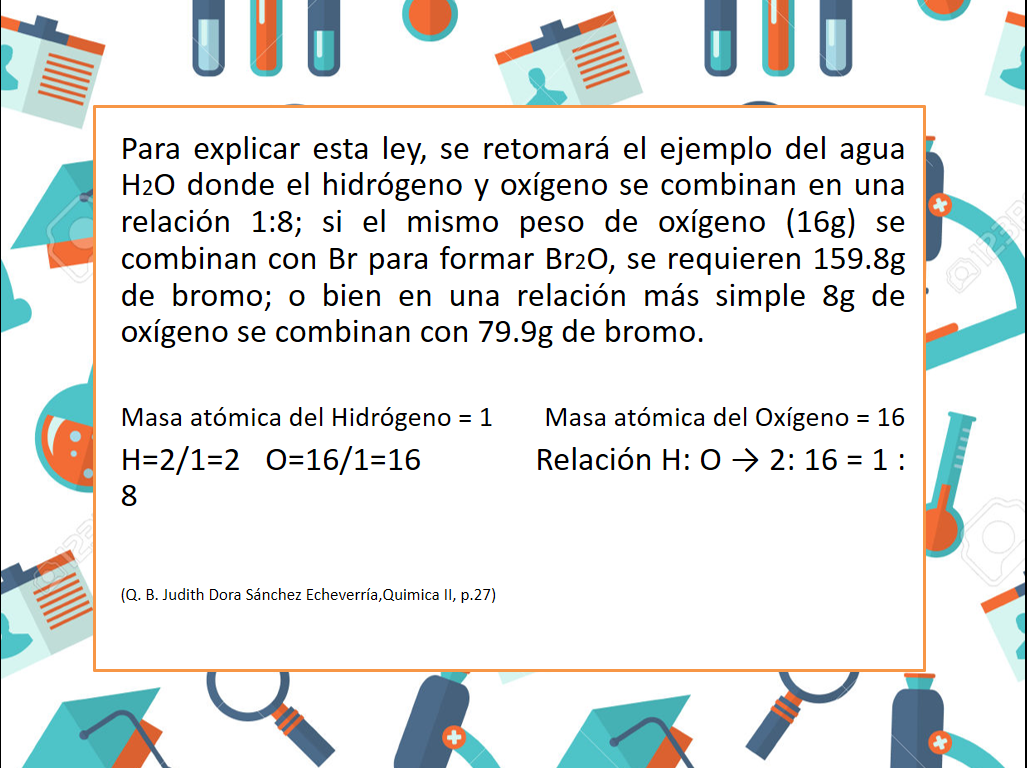 Para explicar esta ley, se retomará el ejemplo del agua
H2O donde el hidrógeno y oxígeno se combinan en una
relación 1:8; si el mismo peso de oxígeno (16g) se
combinan con Br para formar Br2O, se requieren 159.8g
de bromo; o bien en una relación más simple 8g de
oxígeno se combinan con 79.9g de bromo.
Masa atómica del Hidrógeno = 1 Masa atómica del Oxígeno = 16
H=2/1=2 O=16/1=16 Relación H: O → 2: 16 = 1 :
8
(Q. B. Judith Dora Sánchez Echeverría,Quimica II, p.27)